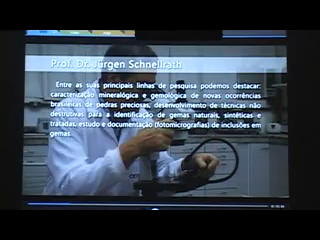 Prof. Dr. Jürgen Schnellrath
Entre as suas principais linhas de pesquisa podemos destacar:
caracterização mineralógica e gemológica de novas ocorrências
brasileiras de pedras preciosas, desenvolvimento de técnicas não
destrutivas para a identificação de gemas naturais, sintéticas e
tratadas, estudo e documentação (fotomicrografias) de inclusões em
gemas.